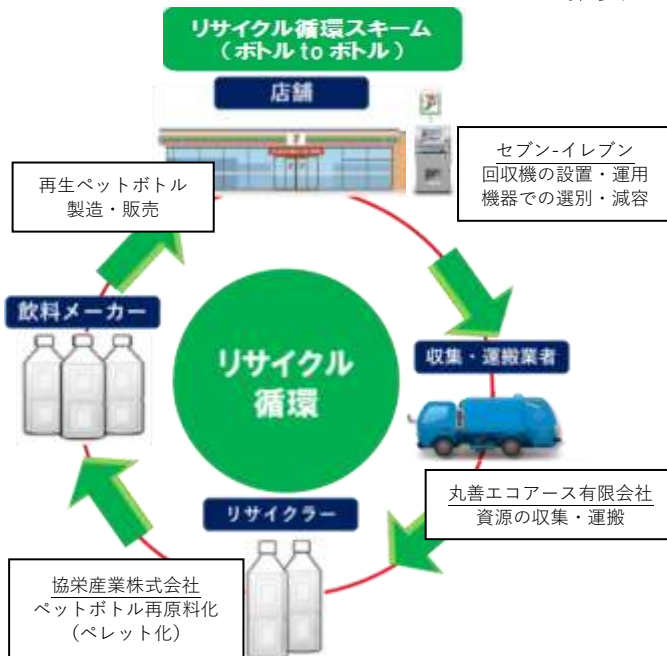 リサイクル循環スキーム
（ボトル to ボトル）
店舗
セブン-イレブン
回収機の設置・運用
機器での選別・減容
再生ペットボトル
製造・販売
飲料メーカー
リサイクル
循環
収集・運搬業者
丸善エコアース有限会社
資源の収集・運搬
リサイクラー
協栄産業株式会社
ペットボトル再原料化
（ペレット化）